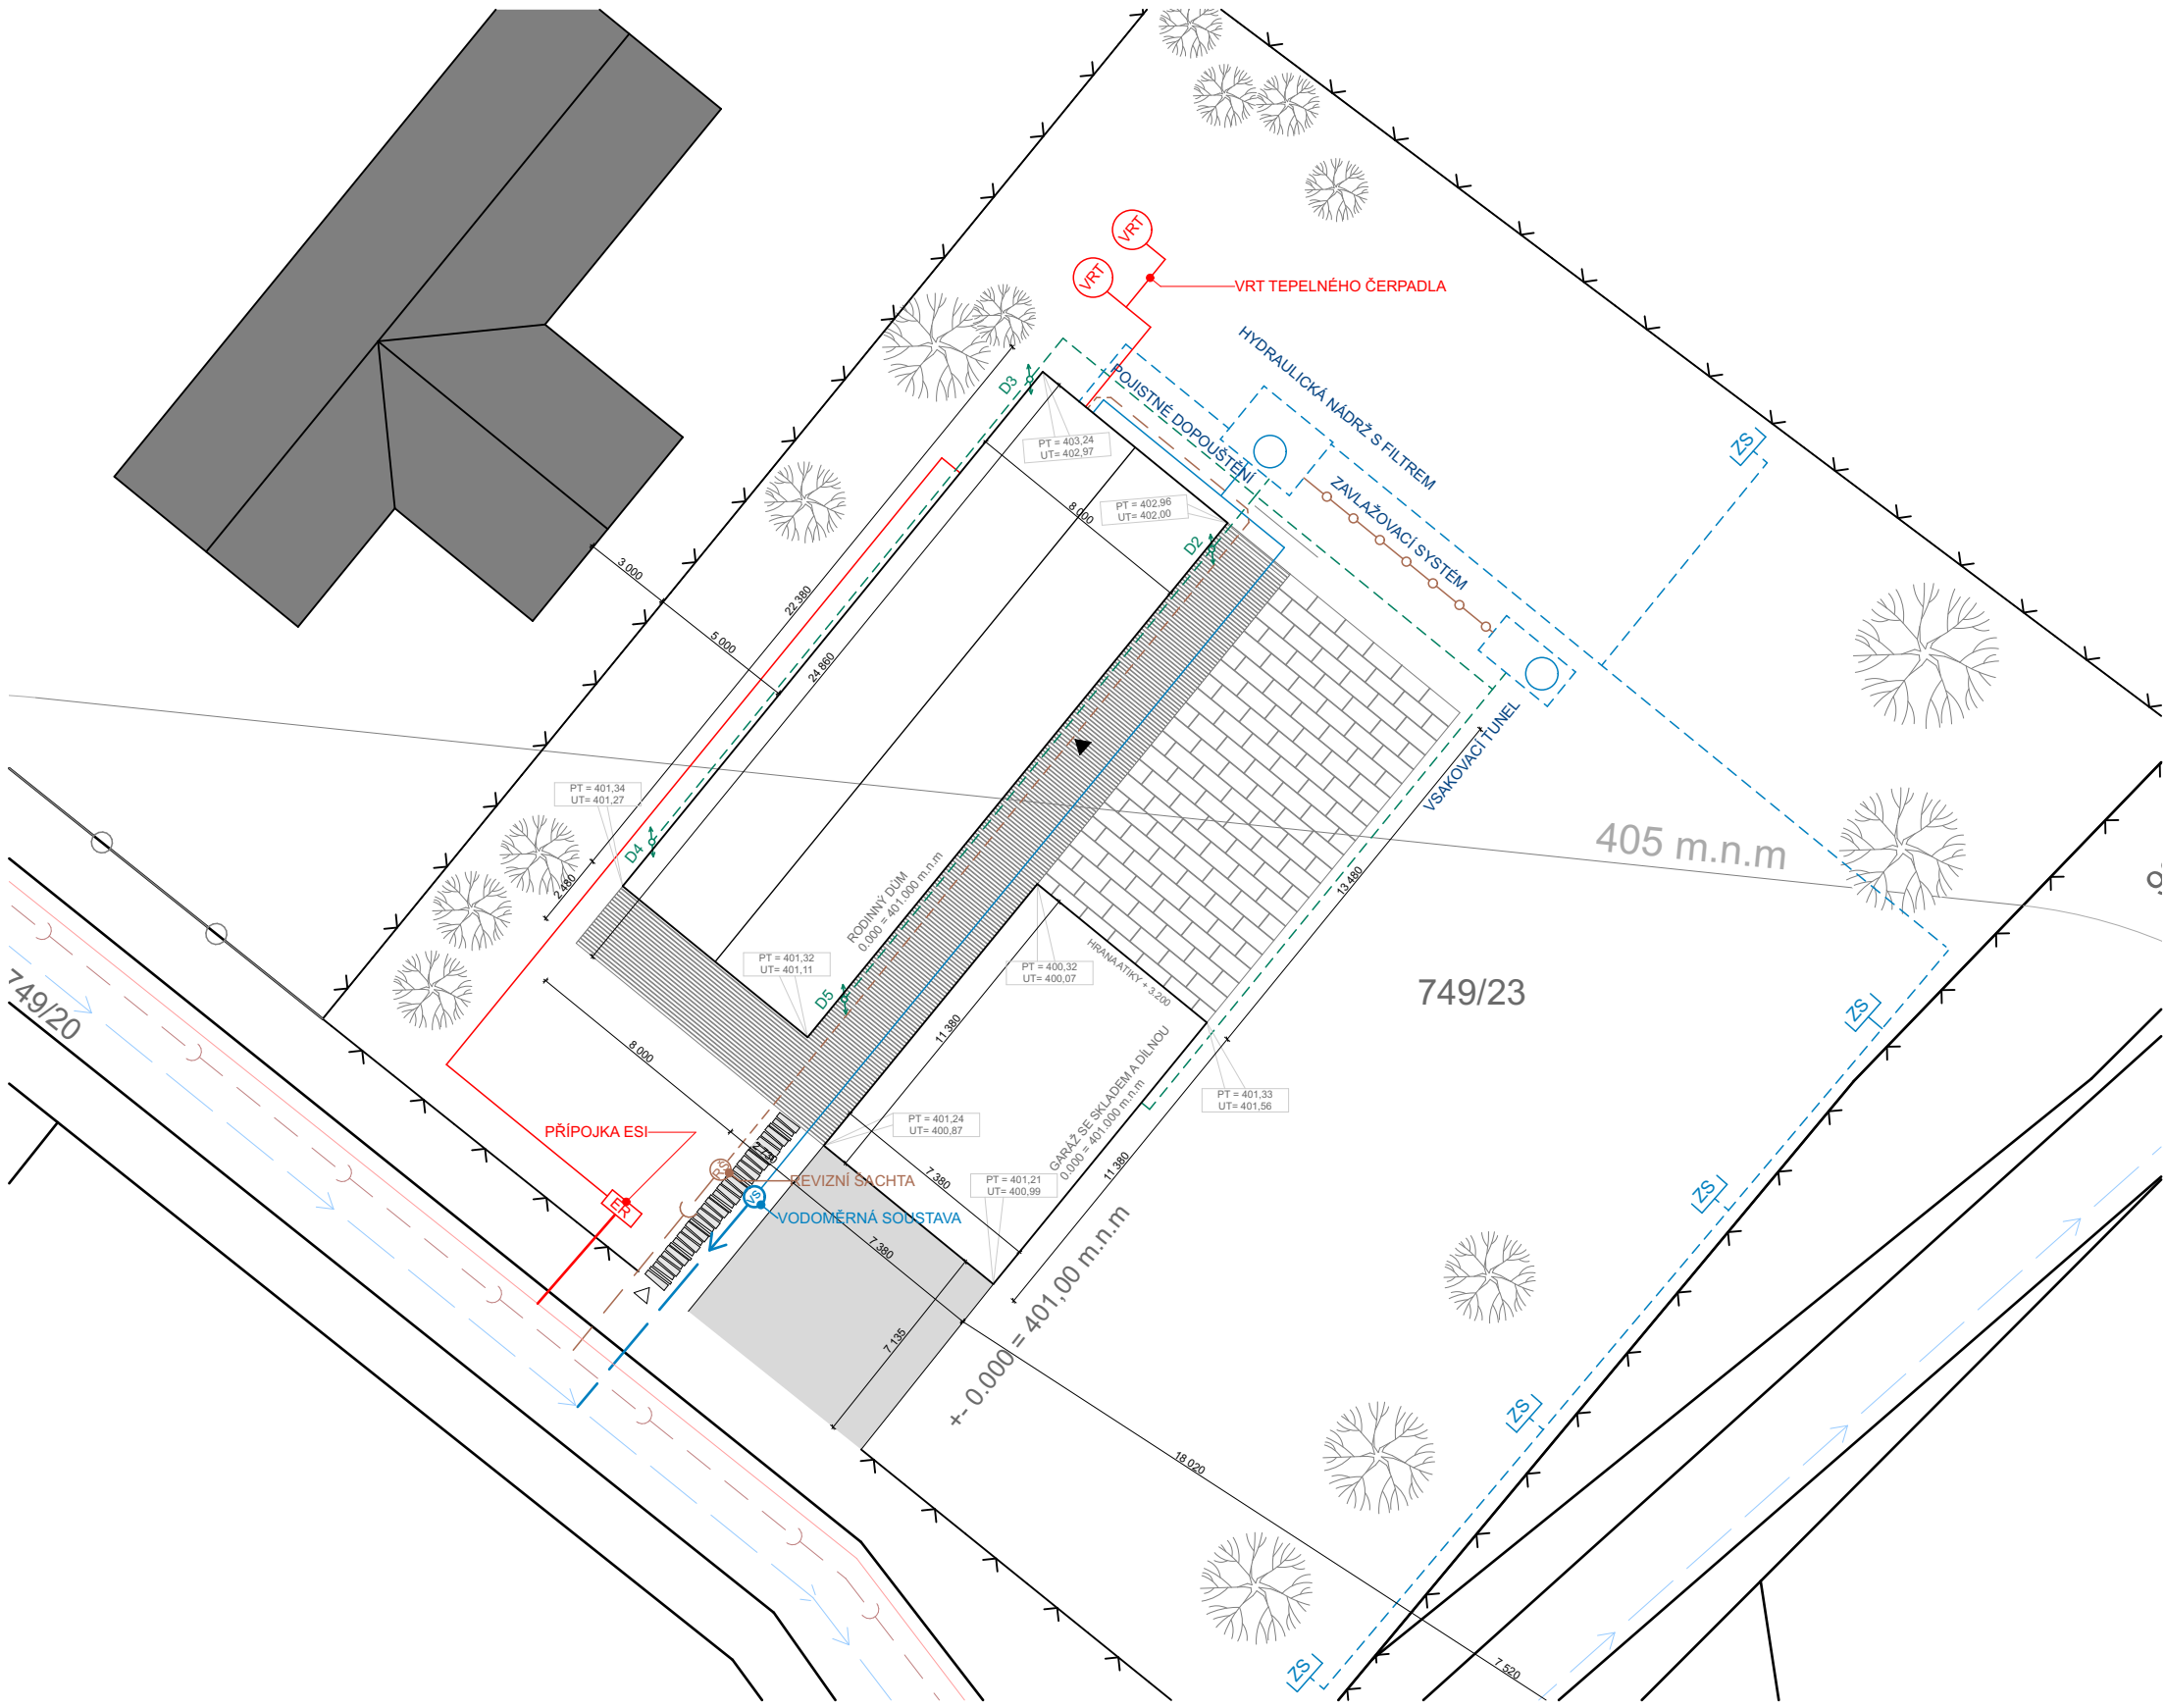 VRT
VRT
VRT TEPELNÉHO ČERPADLA
HYDRAULICKÁ NÁDRŽ S FILTREM
POJISTNÉ DOPOUŠTĚNÍ
ZAVLAŽOVACÍ SYSTÉM
ZS
D3
PT = 403,24
UT= 402,97
PT = 402,96
UT= 402,00
8 000
D2
3 000
5 000
22 380
24 860
VSAKOVACÍ TUNEL
PT = 401,34
UT= 401,27
D4
2 480
405 m.n.m
13 480
RODINNÝ DŮM
0.000 = 401.000 m.n.m
PT = 401,32
UT= 401,11
PT = 400,32
UT= 400,07
HRANA ATIKY + 3.200
749/20
749/23
D5
ZS
8 000
11 380
GARÁŽ SE SKLADEM A DÍLNOU
0.000 = 401.000 m.n.m
PT = 401,33
UT= 401,56
PT = 401,24
UT= 400,87
PŘÍPOJKA ESI
RŠ
REVIZNÍ ŠACHTA
7 380
PT = 401,21
UT= 400,99
11 380
ER
VS
VODOMĚRNÁ SOUSTAVA
ZS
7 380
+- 0.000 = 401,00 m.n.m
7 135
18 020
ZS
7 520
ZS